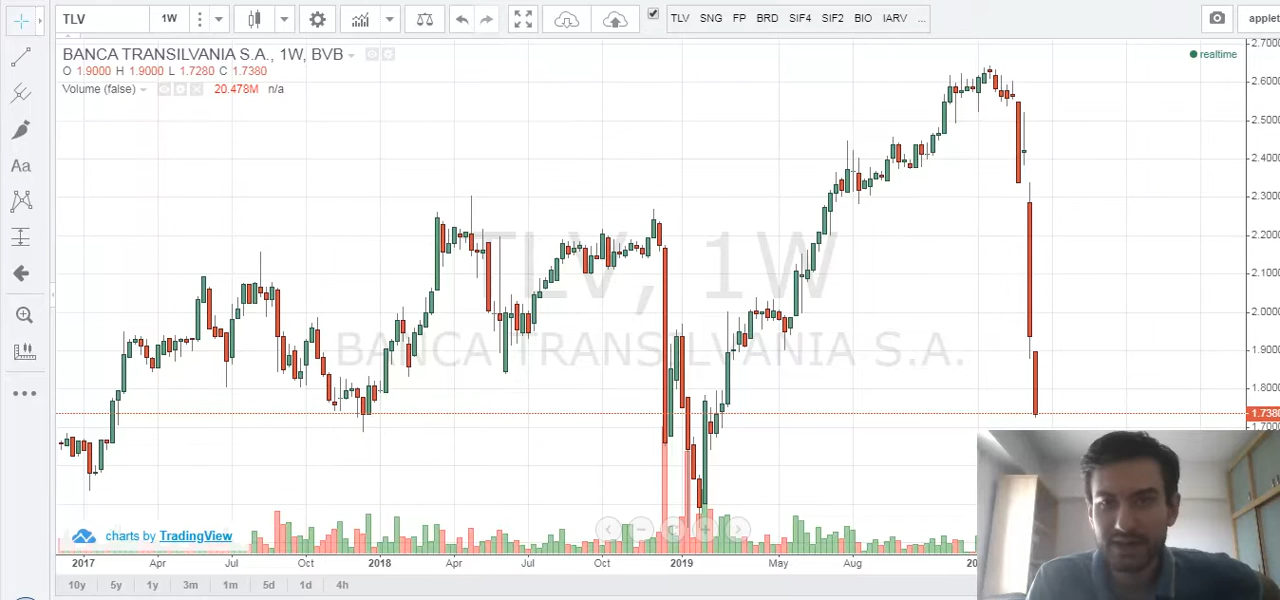 TLV 1W TLV SNG FP BRD SIF4 SIF2 BIO IARV ... applet
BANCA TRANSILVANIA S.A., 1W, BVB
realtime
O 1.9000 H 1.9000 L 1.7280 C 1.7380
Volume (false) 20.478M n/a
Aa
TLV, 1W
BANCA TRANSILVANIA S.A.
2.7000
2.6000
2.5000
2.4000
2.3000
2.2000
2.1000
2.0000
1.9000
1.8000
1.7380
1.7000
charts by TradingView
2017 Apr Jul Oct 2018 Apr Jul Oct 2019 May Aug 20
10y 5y 1y 3m 1m 5d 1d 4h